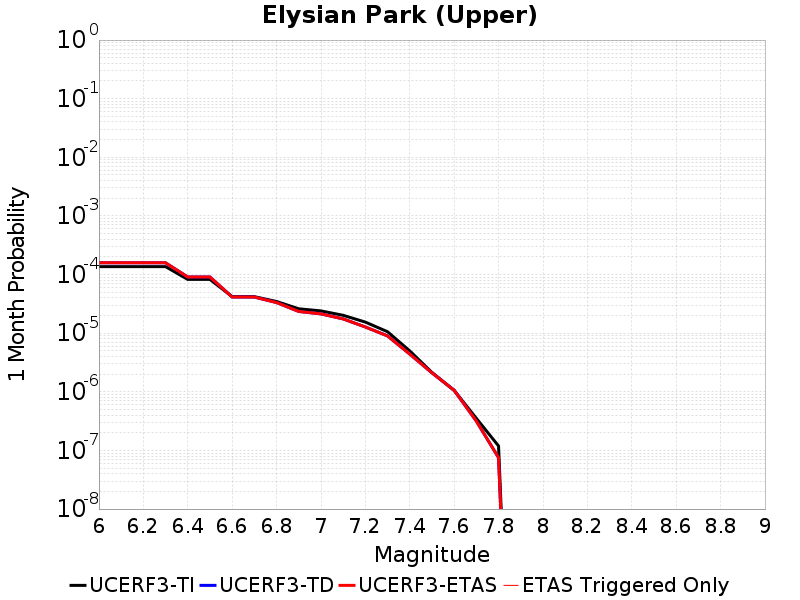 Elysian Park (Upper)
1 Month Probability
10^0
10^-1
10^-2
10^-3
10^-4
10^-5
10^-6
10^-7
10^-8
6 6.2 6.4 6.6 6.8 7 7.2 7.4 7.6 7.8 8 8.2 8.4 8.6 8.8 9
Magnitude
UCERF3-TI UCERF3-TD UCERF3-ETAS ETAS Triggered Only